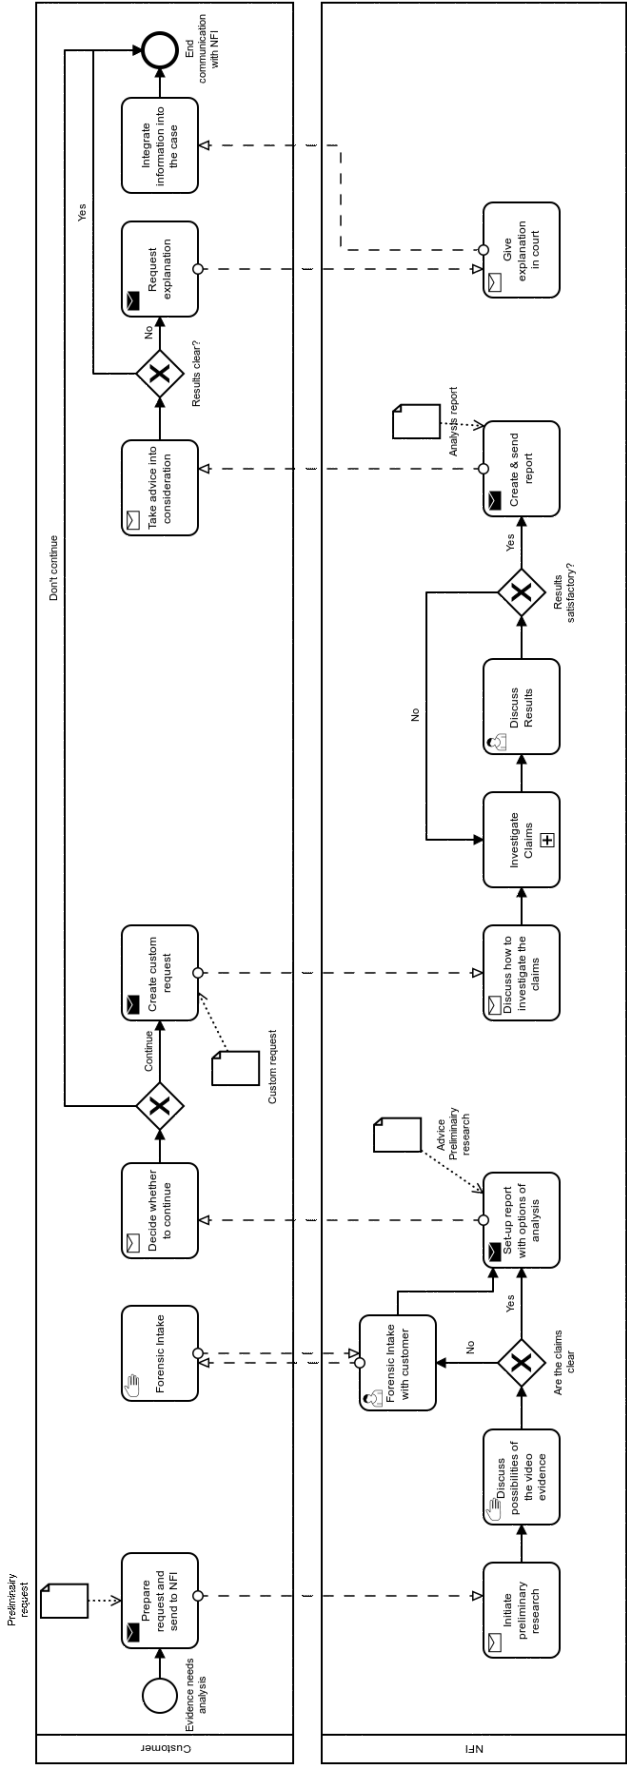 Customer
Evidence needs
analysis
Preliminairy
request
Prepare
request and
send to NFI
Forensic Intake
Decide whether
to continue
Continue
Don't continue
Custom request
Create custom
request
Take advice into
consideration
Results clear?
No
Yes
Request
explanation
Integrate
information into
the case
End
communication
with NFI
NFI
Initiate
preliminary
research
Discuss
possibilities of
the video
evidence
Are the claims
clear
No
Yes
Forensic Intake
with customer
Advice
Preliminairy
research
Set-up report
with options of
analysis
Discuss how to
investigate the
claims
Investigate
Claims
Discuss
Results
No
Results
satisfactory?
Yes
Analysis report
Create & send
report
Give
explanation
in court